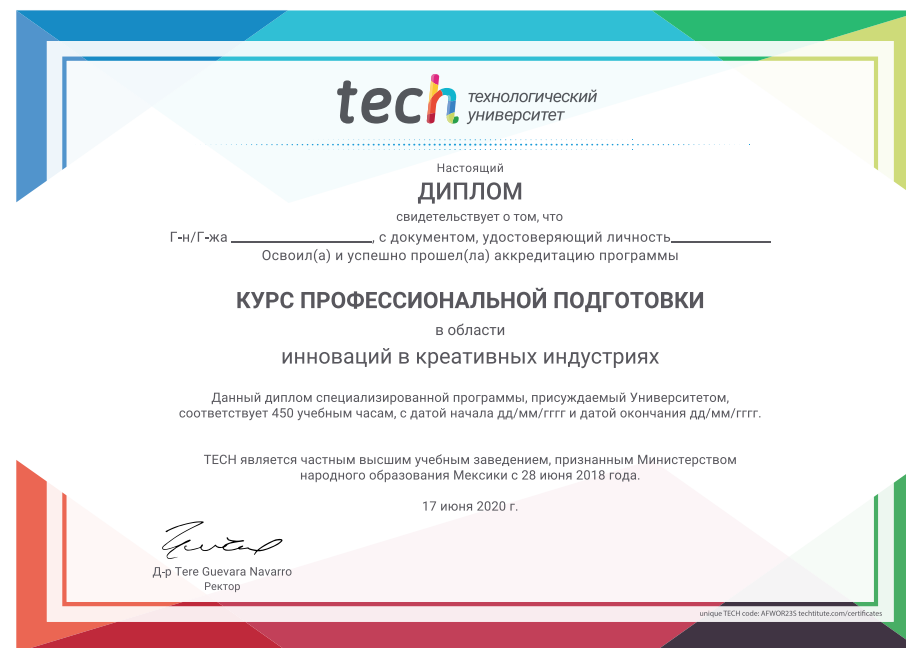 tech технологический
университет
Настоящий
ДИПЛОМ
свидетельствует о том, что
Г-н/Г-жа ____________________, с документом, удостоверяющий личность______________
Освоил(а) и успешно прошел(ла) аккредитацию программы
КУРС ПРОФЕССИОНАЛЬНОЙ ПОДГОТОВКИ
в области
инноваций в креативных индустриях
Данный диплом специализированной программы, присуждаемый Университетом,
соответствует 450 учебным часам, с датой начала дд/мм/гггг и датой окончания дд/мм/гггг.
TECH является частным высшим учебным заведением, признанным Министерством
народного образования Мексики с 28 июня 2018 года.
17 июня 2020 г.
Д-р Tere Guevara Navarro
Ректор
unique TECH code: AFWOR23S techtitute.com/certificates